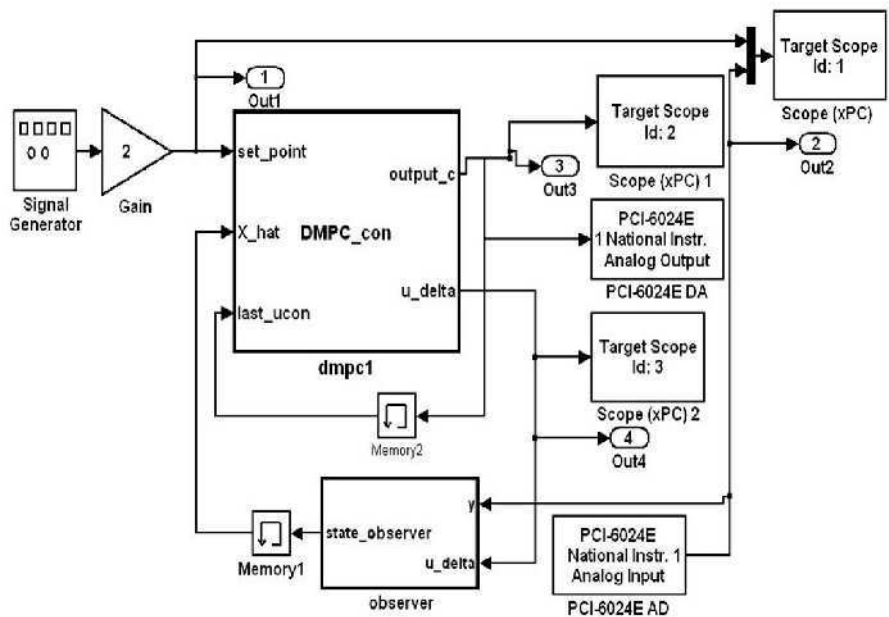 Target Scope
Id: 1
Scope (xPC)
1
Out1
Target Scope
Id: 2
Scope (xPC) 1
2
Out2
Signal
Generator
2
Gain
set_point
output_c
3
Out3
X_hat
DMPC_con
PCI-6024E
1 National Instr.
Analog Output
PCI-6024E DA
u_delta
last_ucon
dmpc1
Target Scope
Id: 3
Scope (xPC) 2
Memory2
4
Out4
y
state_observer
u_delta
observer
Memory1
PCI-6024E
National Instr. 1
Analog Input
PCI-6024E AD